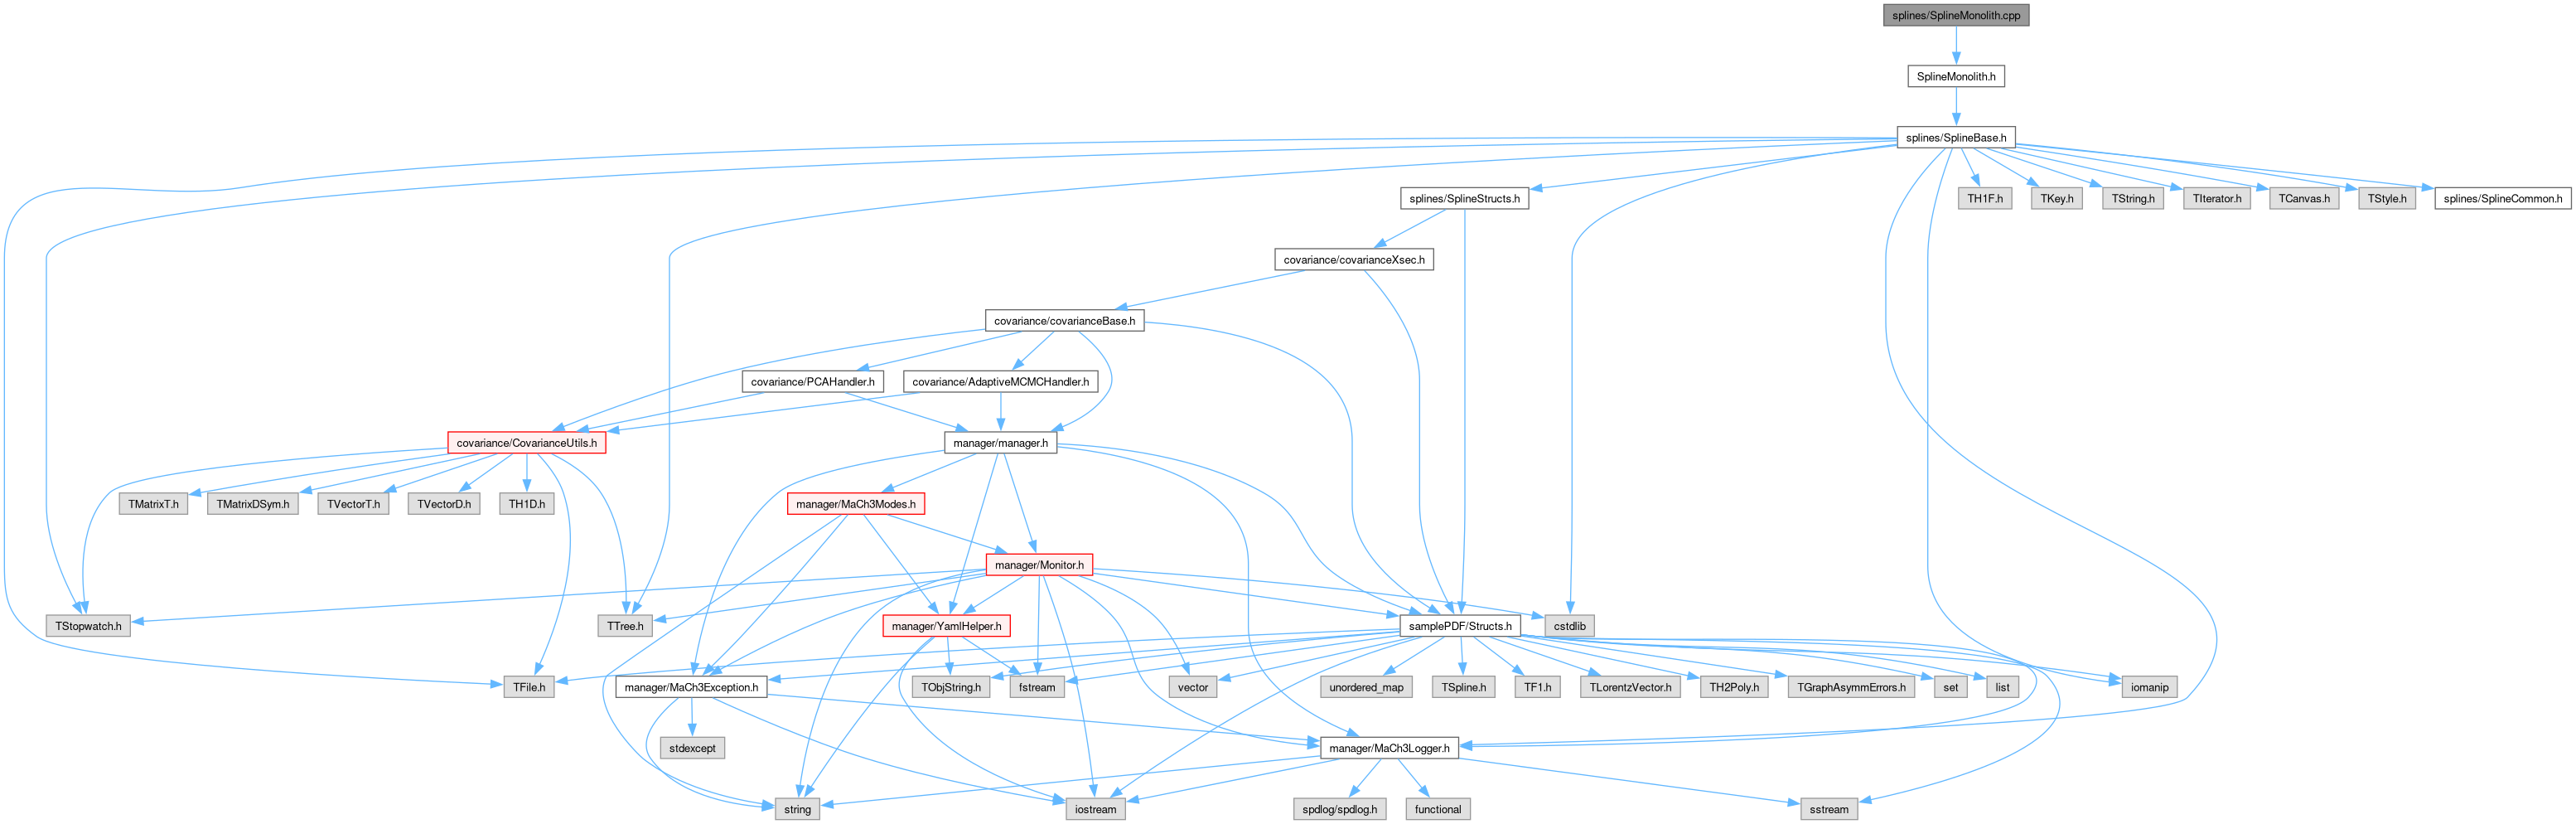 splines/SplineMonolith.cpp
SplineMonolith.h
splines/SplineBase.h
splines/SplineStructs.h
TH1F.h
TKey.h
TString.h
TIterator.h
TCanvas.h
TStyle.h
splines/SplineCommon.h
covariance/covarianceXsec.h
covariance/covarianceBase.h
covariance/PCAHandler.h
covariance/AdaptiveMCMCHandler.h
covariance/CovarianceUtils.h
manager/manager.h
TMatrixT.h
TMatrixDSym.h
TVectorT.h
TVectorD.h
TH1D.h
manager/MaCh3Modes.h
manager/Monitor.h
TStopwatch.h
TTree.h
manager/YamlHelper.h
samplePDF/Structs.h
cstdlib
TFile.h
manager/MaCh3Exception.h
TObjString.h
fstream
vector
unordered_map
TSpline.h
TF1.h
TLorentzVector.h
TH2Poly.h
TGraphAsymmErrors.h
set
list
iomanip
stdexcept
manager/MaCh3Logger.h
string
iostream
spdlog/spdlog.h
functional
sstream